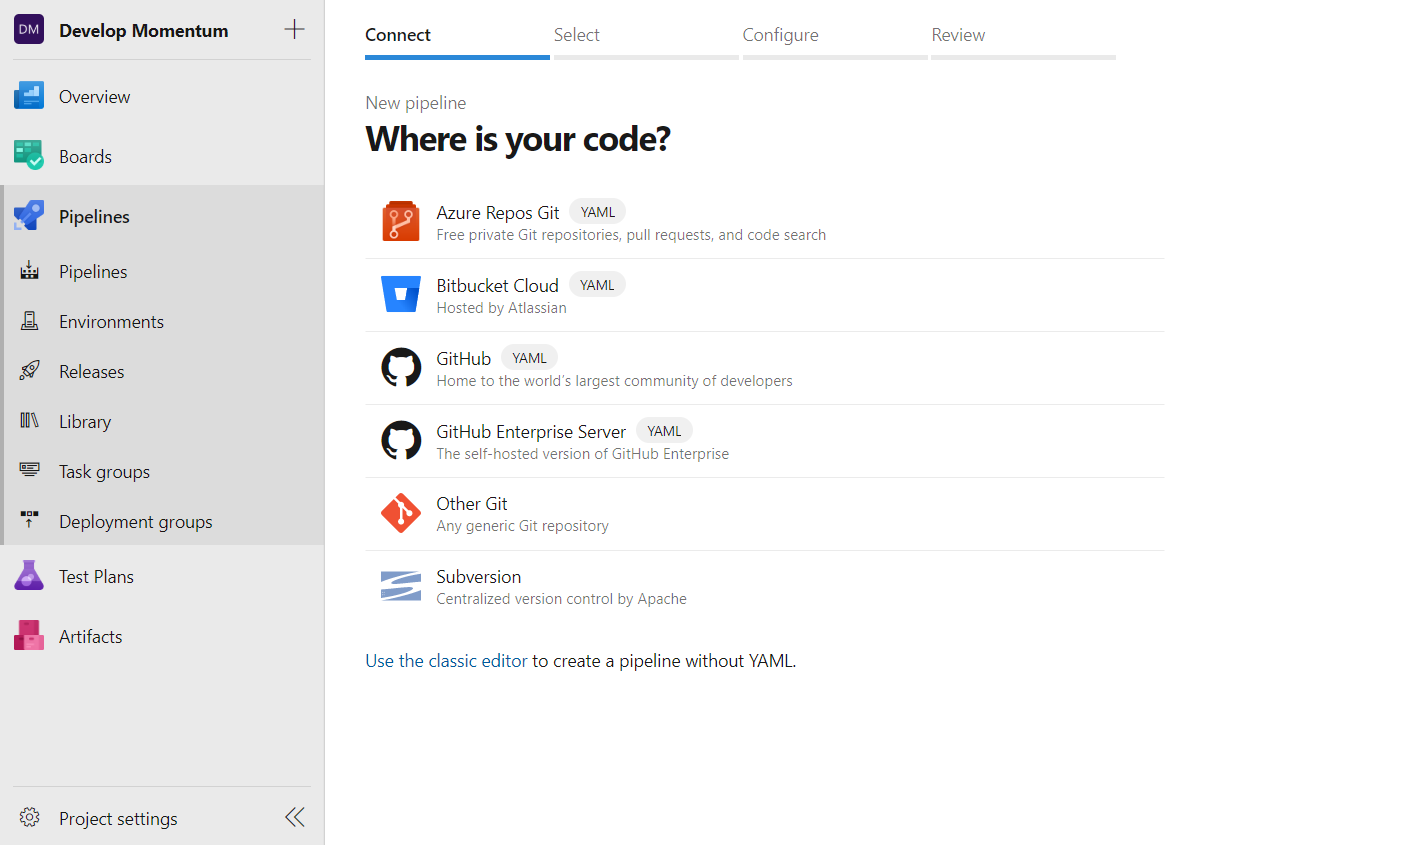 DM Develop Momentum
Overview
Boards
Pipelines
Pipelines
Environments
Releases
Library
Task groups
Deployment groups
Test Plans
Artifacts
Project settings
Connect Select Configure Review
New pipeline
Where is your code?
Azure Repos Git YAML
Free private Git repositories, pull requests, and code search
Bitbucket Cloud YAML
Hosted by Atlassian
GitHub YAML
Home to the world's largest community of developers
GitHub Enterprise Server YAML
The self-hosted version of GitHub Enterprise
Other Git
Any generic Git repository
Subversion
Centralized version control by Apache
Use the classic editor to create a pipeline without YAML.